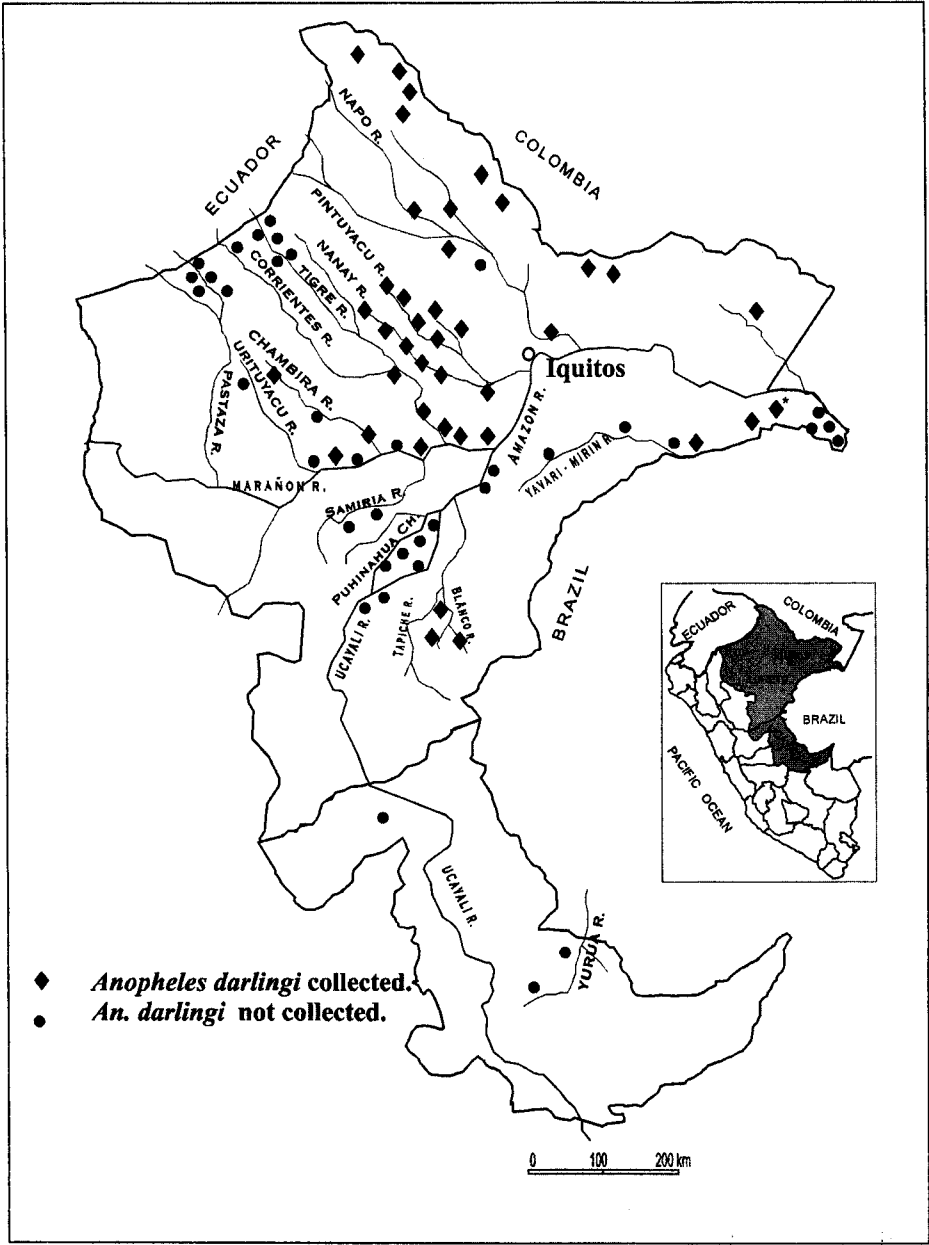 ECUADOR
COLOMBIA
NAPO R.
PINTUYACU R.
NANAY R.
TIGRE R.
CORRIENTES R.
CHAMBIRA R.
URITUYACU R.
PASTAZA R.
MARAÑON R.
Iquitos
AMAZON R.
YAVARI - MIRIN R.
*
SAMIRIA R.
PUHINAHUA CH.
UCAYALI R.
TAPICHE R.
BLANCO R.
BRAZIL
ECUADOR
COLOMBIA
BRAZIL
PACIFIC OCEAN
UCAYALI R.
YURUA R.
Anopheles darlingi collected.
An. darlingi not collected.
0 100 200 km